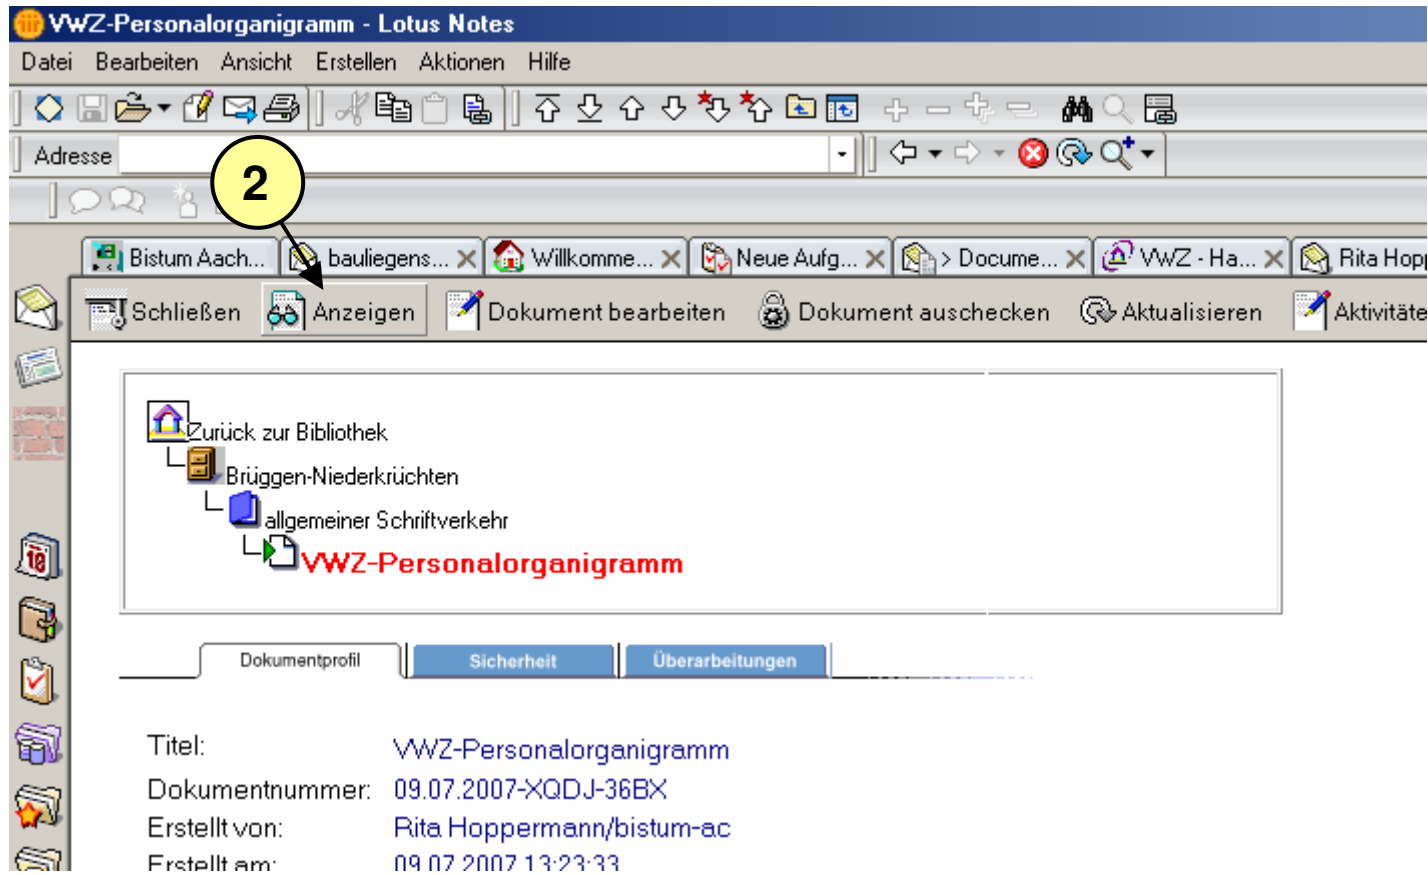 VWZ-Personalorganigramm - Lotus Notes
Datei Bearbeiten Ansicht Erstellen Aktionen Hilfe
Adresse
2
Bistum Aach... bauliegens... Willkomme... Neue Aufg... > Docume... VWZ - Ha... Rita Hopp
Schließen Anzeigen Dokument bearbeiten Dokument auschecken Aktualisieren Aktivitäte
Zurück zur Bibliothek
Brüggen-Niederkrüchten
allgemeiner Schriftverkehr
VWZ-Personalorganigramm
Dokumentprofil Sicherheit Überarbeitungen
Titel: VWZ-Personalorganigramm
Dokumentnummer: 09.07.2007-XQDJ-36BX
Erstellt von: Rita Hoppermann/bistum-ac
Erstellt am: 09.07.2007 13:23:33